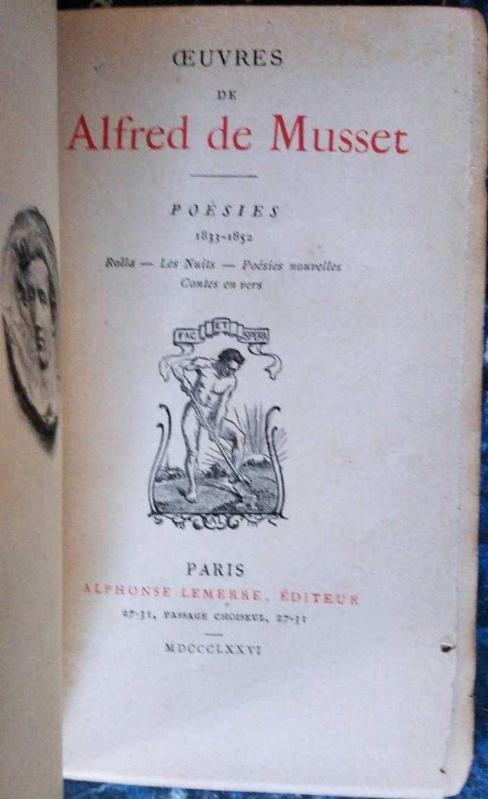 ŒUVRES
DE
Alfred de Musset
POÉSIES
1833-1852
Rolla — Les Nuits — Poésies nouvelles
Contes en vers
FAC ET SPERA
AL
PARIS
ALPHONSE LEMERRE, ÉDITEUR
27-31, PASSAGE CHOISEUL, 27-31
MDCCCLXXVI